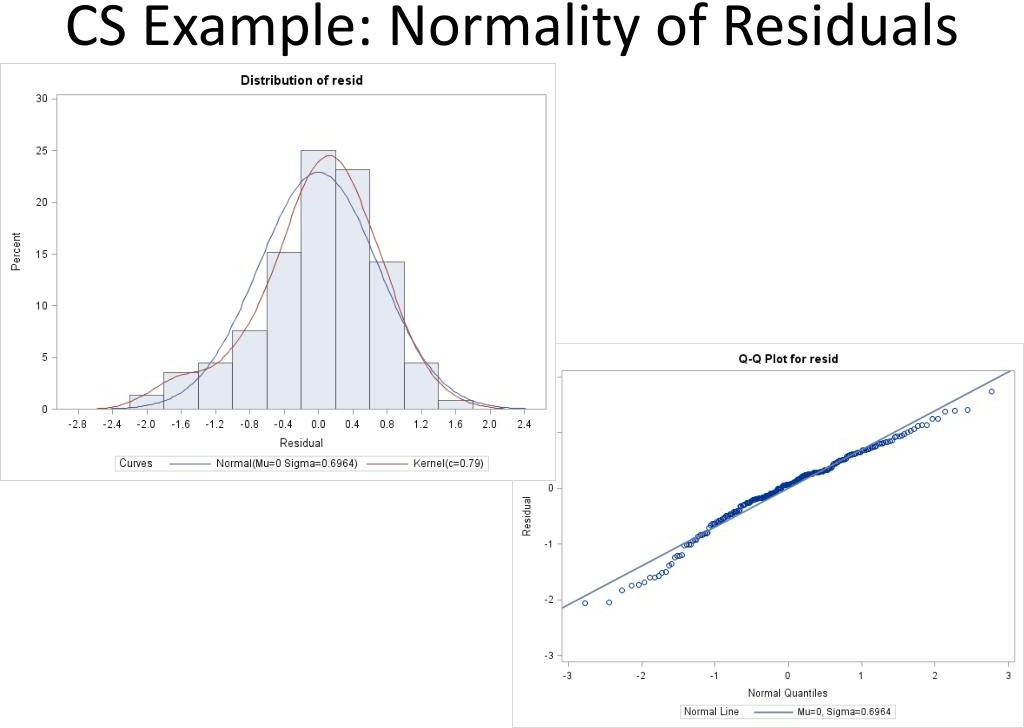 CS Example: Normality of Residuals
Distribution of resid
30
25
20
15
10
5
0
Percent
-2.8 -2.4 -2.0 -1.6 -1.2 -0.8 -0.4 0.0 0.4 0.8 1.2 1.6 2.0 2.4
Residual
Curves Normal(Mu=0 Sigma=0.6964) Kernel(c=0.79)
Q-Q Plot for resid
0
-1
-2
-3
Residual
-3 -2 -1 0 1 2 3
Normal Quantiles
Normal Line Mu=0, Sigma=0.6964